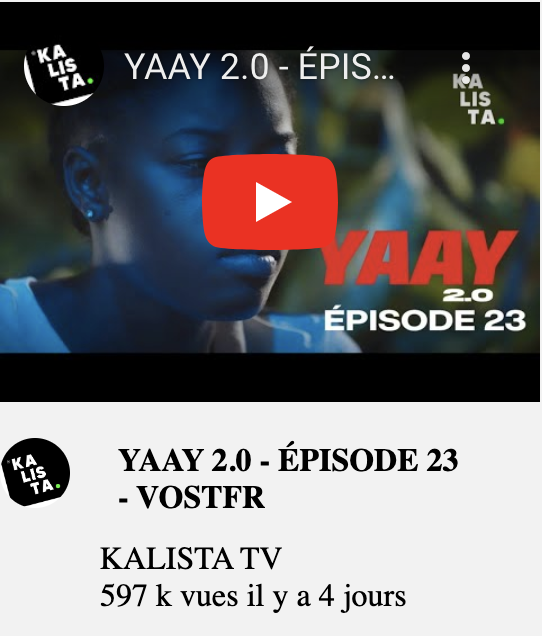 KA
LIS
TA.
YAAY 2.0 - ÉPIS...
KA
LIS
TA.
YAAY
2.0
ÉPISODE 23
KA
LIS
TA.
YAAY 2.0 - ÉPISODE 23
- VOSTFR
KALISTA TV
597 k vues il y a 4 jours